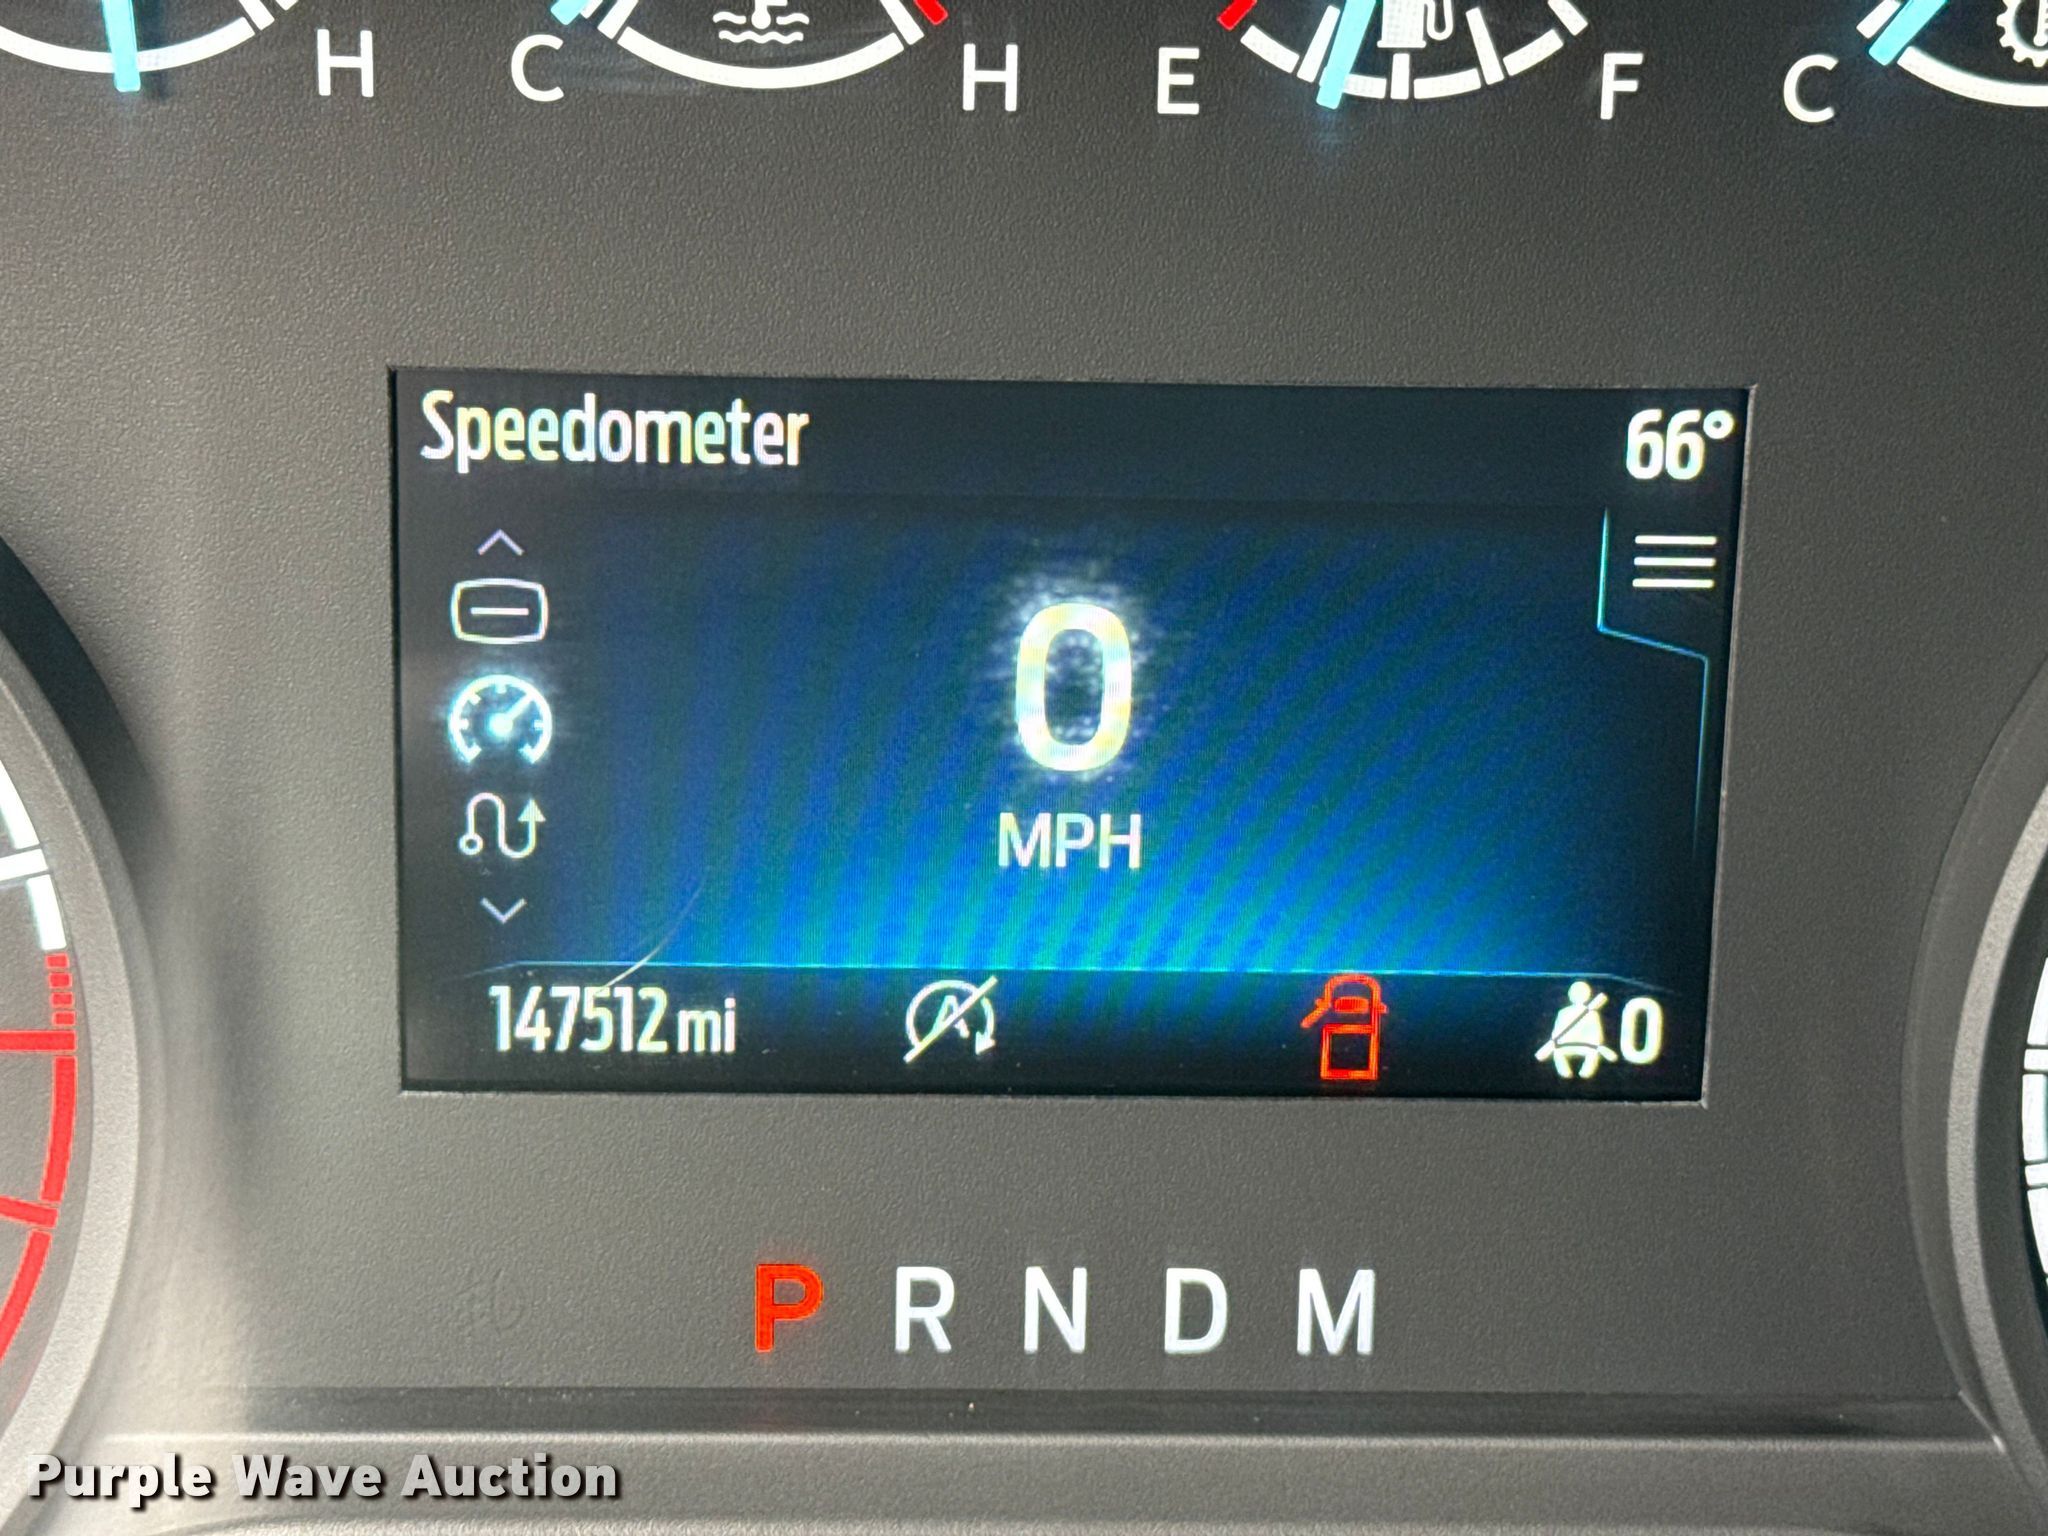 H C H E F C
Speedometer 66°
0
MPH
147512 mi A 0
P R N D M
Purple Wave Auction